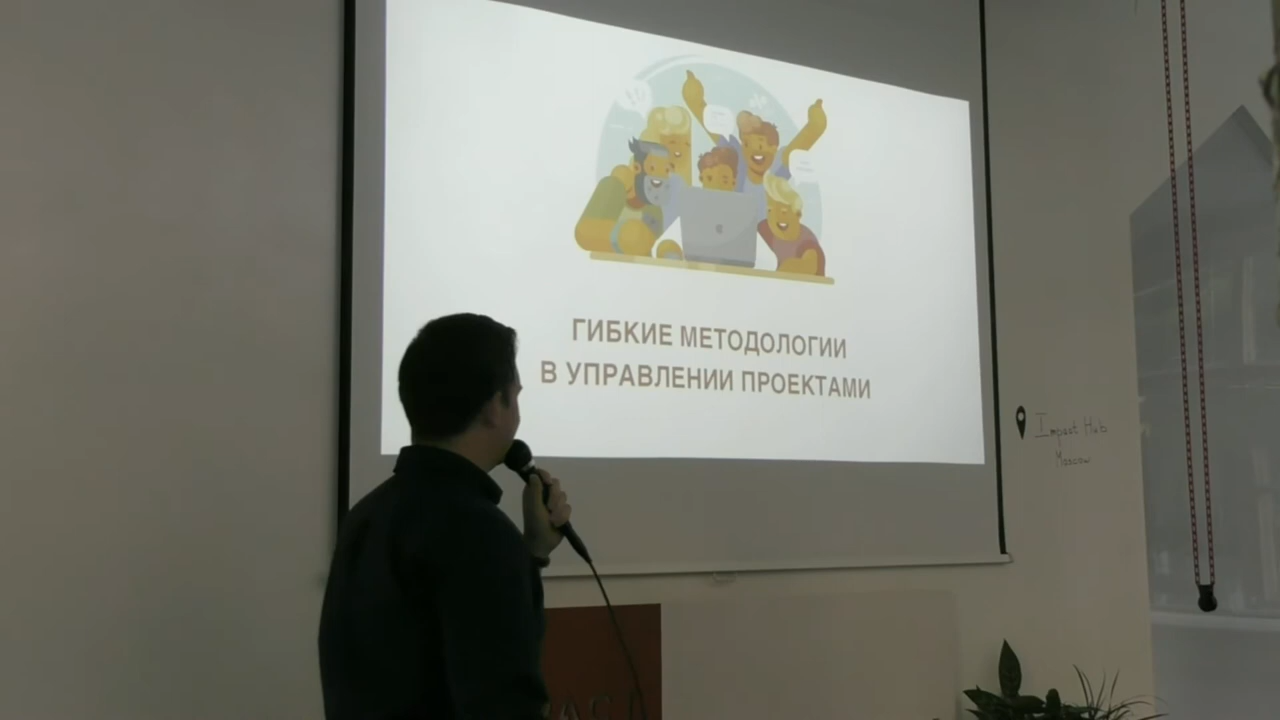 ГИБКИЕ МЕТОДОЛОГИИ
В УПРАВЛЕНИИ ПРОЕКТАМИ
Impact Hub
Moscow